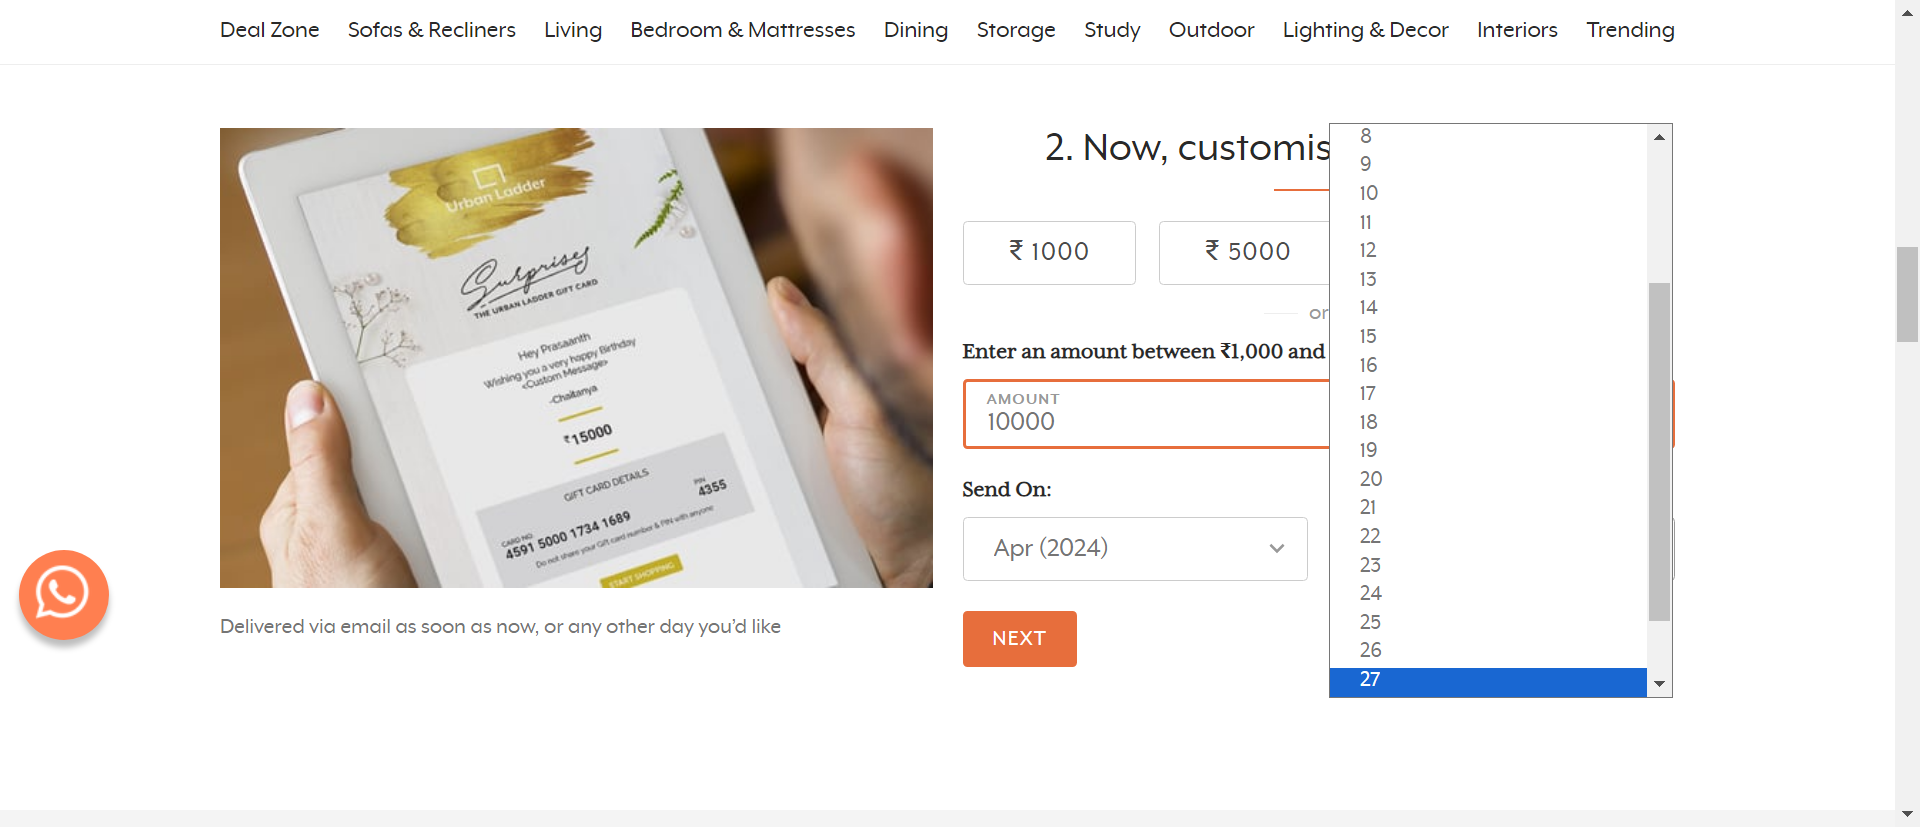 Deal Zone Sofas & Recliners Living Bedroom & Mattresses Dining Storage Study Outdoor Lighting & Decor Interiors Trending
Urban Ladder
Surprises
THE URBAN LADDER GIFT CARD
Hey Prasaanth
Wishing you a very happy Birthday
<Custom Message>
-Chaitanya
₹15000
GIFT CARD DETAILS
CARD NO.
4591 5000 1734 1689
PIN
4355
Do not share your Gift card number & PIN with anyone
START SHOPPING
Delivered via email as soon as now, or any other day you’d like
2. Now, customis
₹ 1000
₹ 5000
or
Enter an amount between ₹1,000 and
AMOUNT
10000
Send On:
Apr (2024)
NEXT
8
9
10
11
12
13
14
15
16
17
18
19
20
21
22
23
24
25
26
27